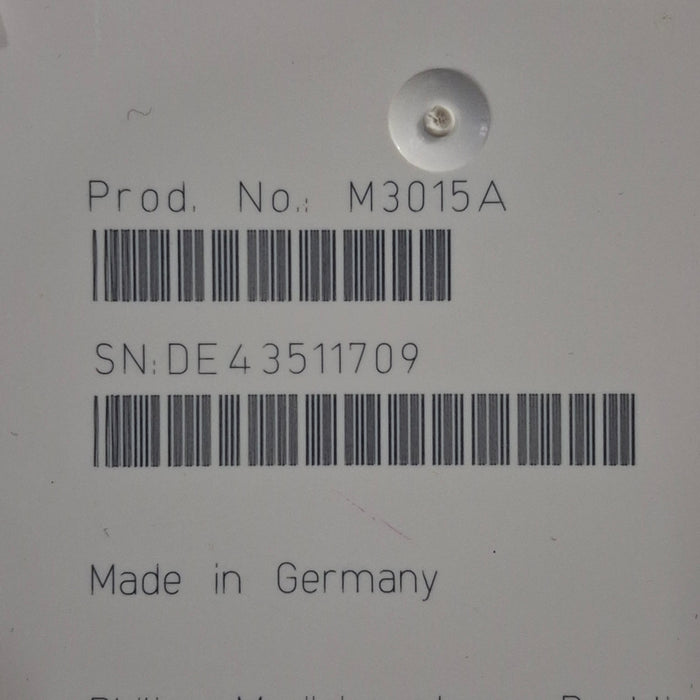 Prod. No.: M3015A
SN:DE43511709
Made in Germany